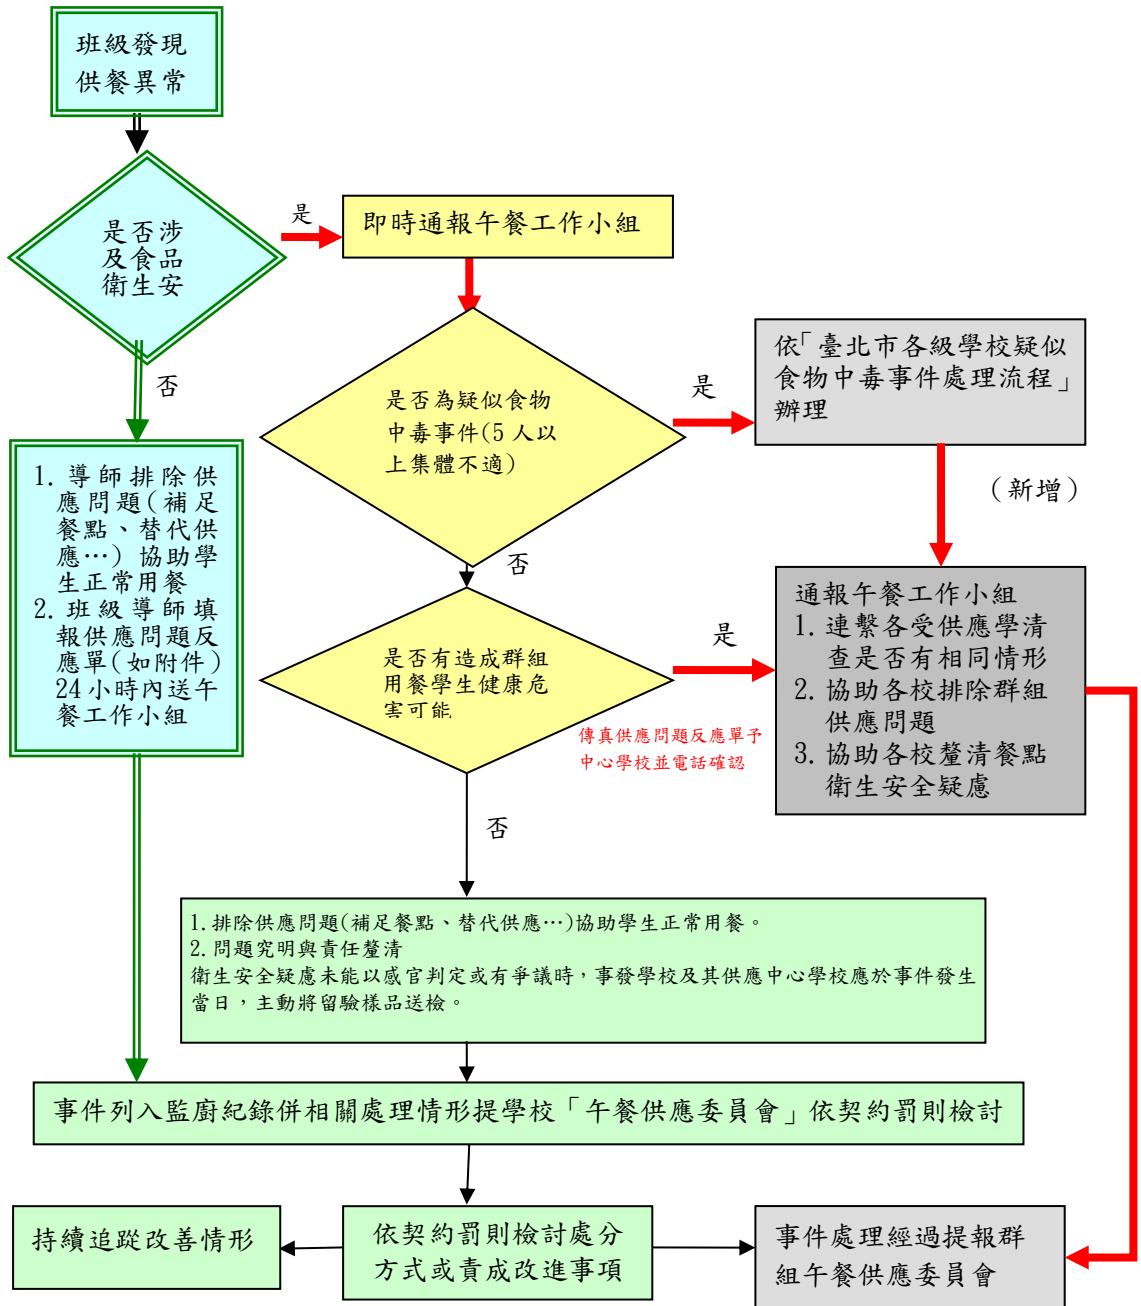 班級發現
供餐異常
是否涉
及食品
衛生安
是
即時通報午餐工作小組
否
是否為疑似食物
中毒事件(5 人以
上集體不適)
是
依「臺北市各級學校疑似
食物中毒事件處理流程」
辦理
(新增)
1. 導師排除供
應問題(補足
餐點、替代供
應…) 協助學
生正常用餐
2. 班級導師填
報供應問題反
應單(如附件)
24 小時內送午
餐工作小組
否
是否有造成群組
用餐學生健康危
害可能
是
傳真供應問題反應單予
中心學校並電話確認
通報午餐工作小組
1. 連繫各受供應學清
查是否有相同情形
2. 協助各校排除群組
供應問題
3. 協助各校釐清餐點
衛生安全疑慮
否
1. 排除供應問題(補足餐點、替代供應…)協助學生正常用餐。
2. 問題究明與責任釐清
衛生安全疑慮未能以感官判定或有爭議時，事發學校及其供應中心學校應於事件發生
當日，主動將留驗樣品送檢。
事件列入監廚紀錄併相關處理情形提學校「午餐供應委員會」依契約罰則檢討
持續追蹤改善情形
依契約罰則檢討處分
方式或責成改進事項
事件處理經過提報群
組午餐供應委員會